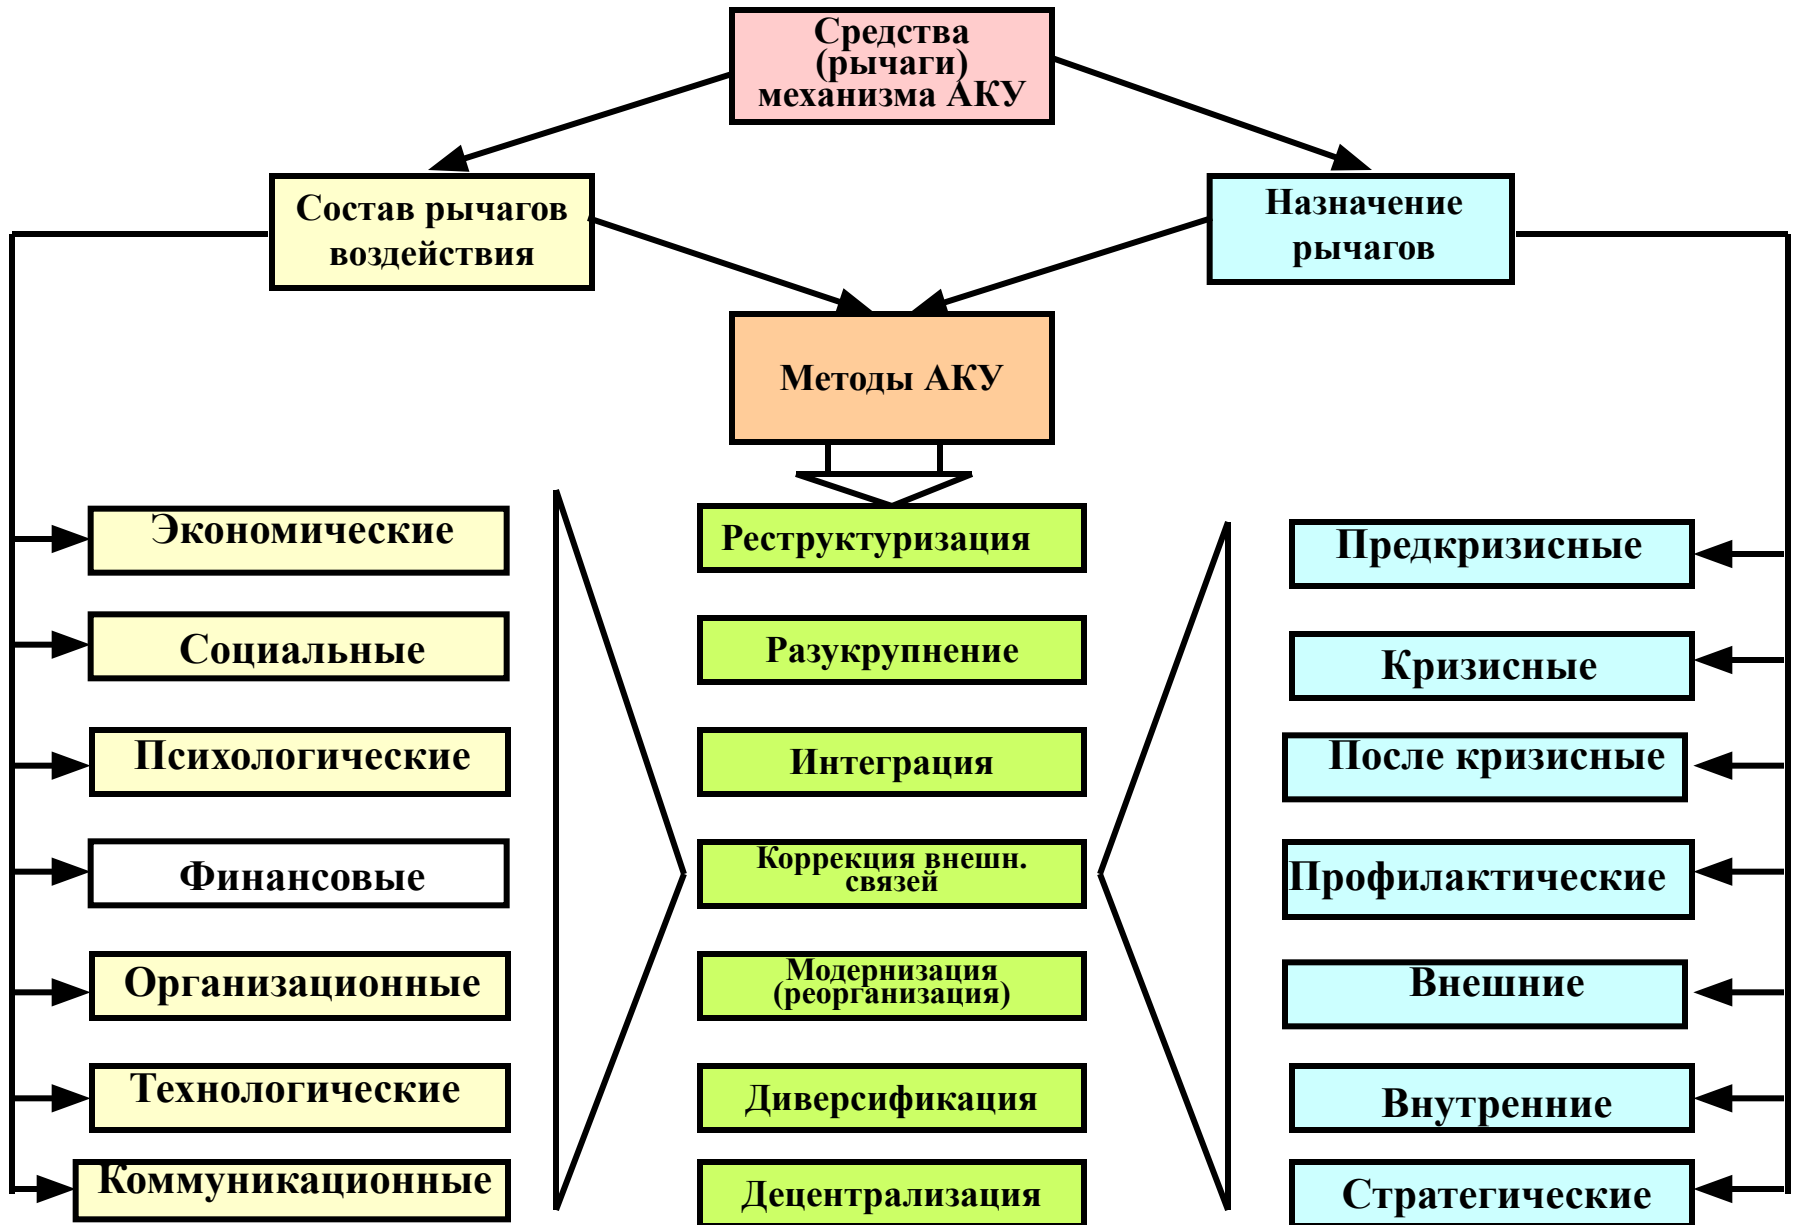 Средства
(рычаги)
механизма АКУ
Состав рычагов
воздействия
Назначение
рычагов
Методы АКУ
Экономические
Социальные
Психологические
Финансовые
Организационные
Технологические
Коммуникационные
Реструктуризация
Разукрупнение
Интеграция
Коррекция внешн.
связей
Модернизация
(реорганизация)
Диверсификация
Децентрализация
Предкризисные
Кризисные
После кризисные
Профилактические
Внешние
Внутренние
Стратегические